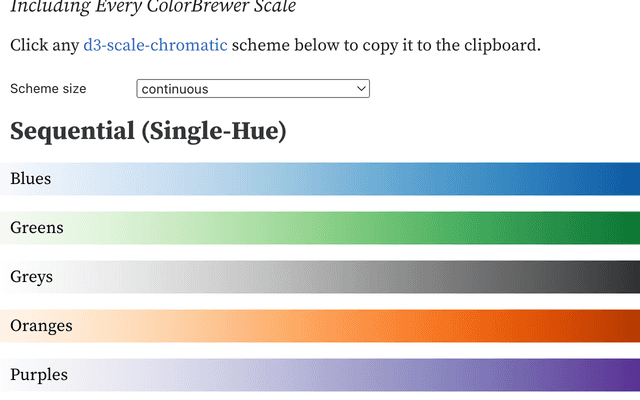 Including Every ColorBrewer Scale
Click any d3-scale-chromatic scheme below to copy it to the clipboard.
Scheme size continuous
Sequential (Single-Hue)
Blues
Greens
Greys
Oranges
Purples